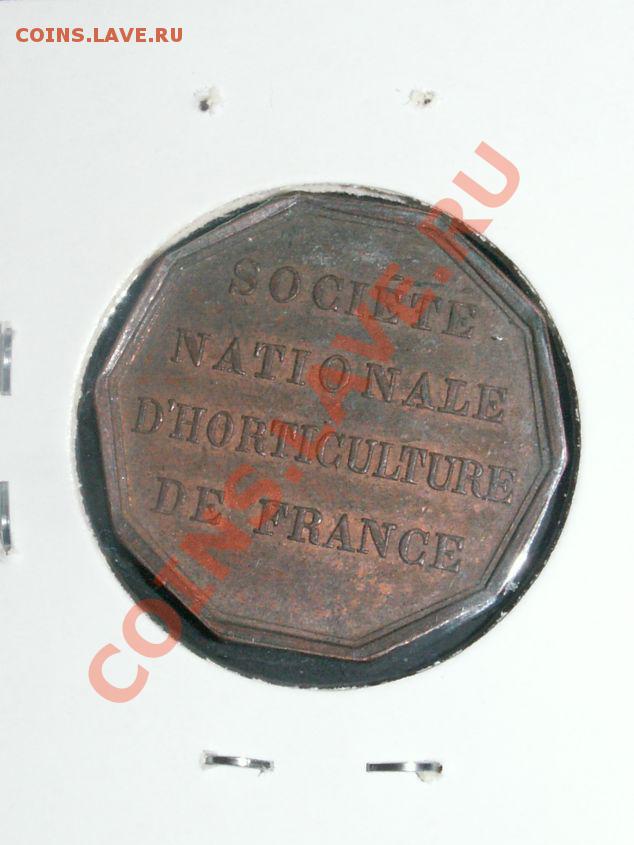 COINS.LAVE.RU
SOCIÉTÉ
NATIONALE
D'HORTICULTURE
DE FRANCE
COINS.LAVE.RU